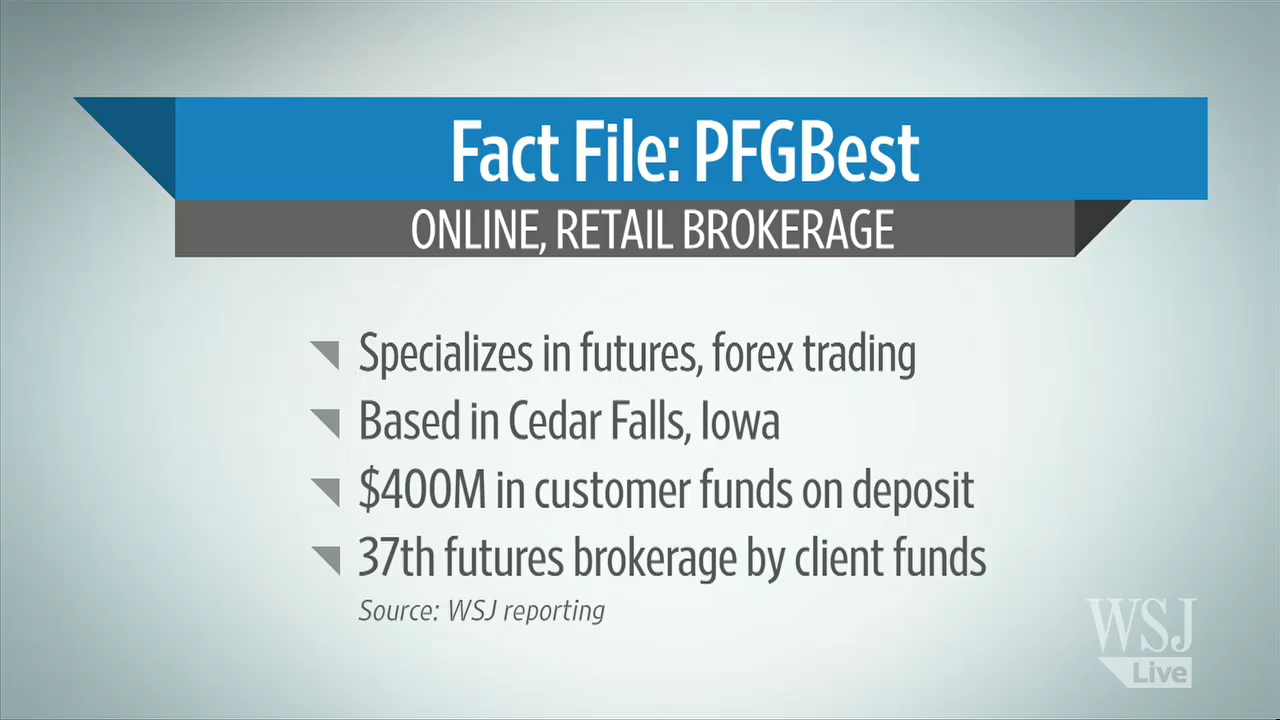 Fact File: PFGBest
ONLINE, RETAIL BROKERAGE
Specializes in futures, forex trading
Based in Cedar Falls, Iowa
$400M in customer funds on deposit
37th futures brokerage by client funds
Source: WSJ reporting
WSJ
Live